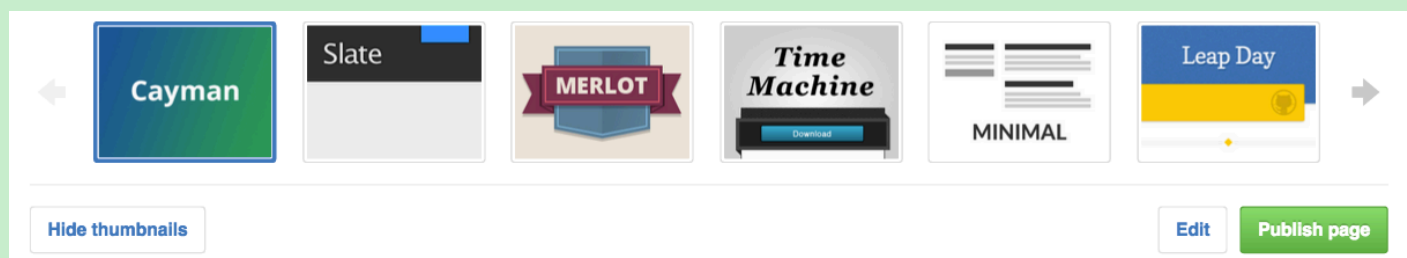 Cayman
Slate
MERLOT
Time
Machine
Download
MINIMAL
Leap Day
Hide thumbnails
Edit
Publish page